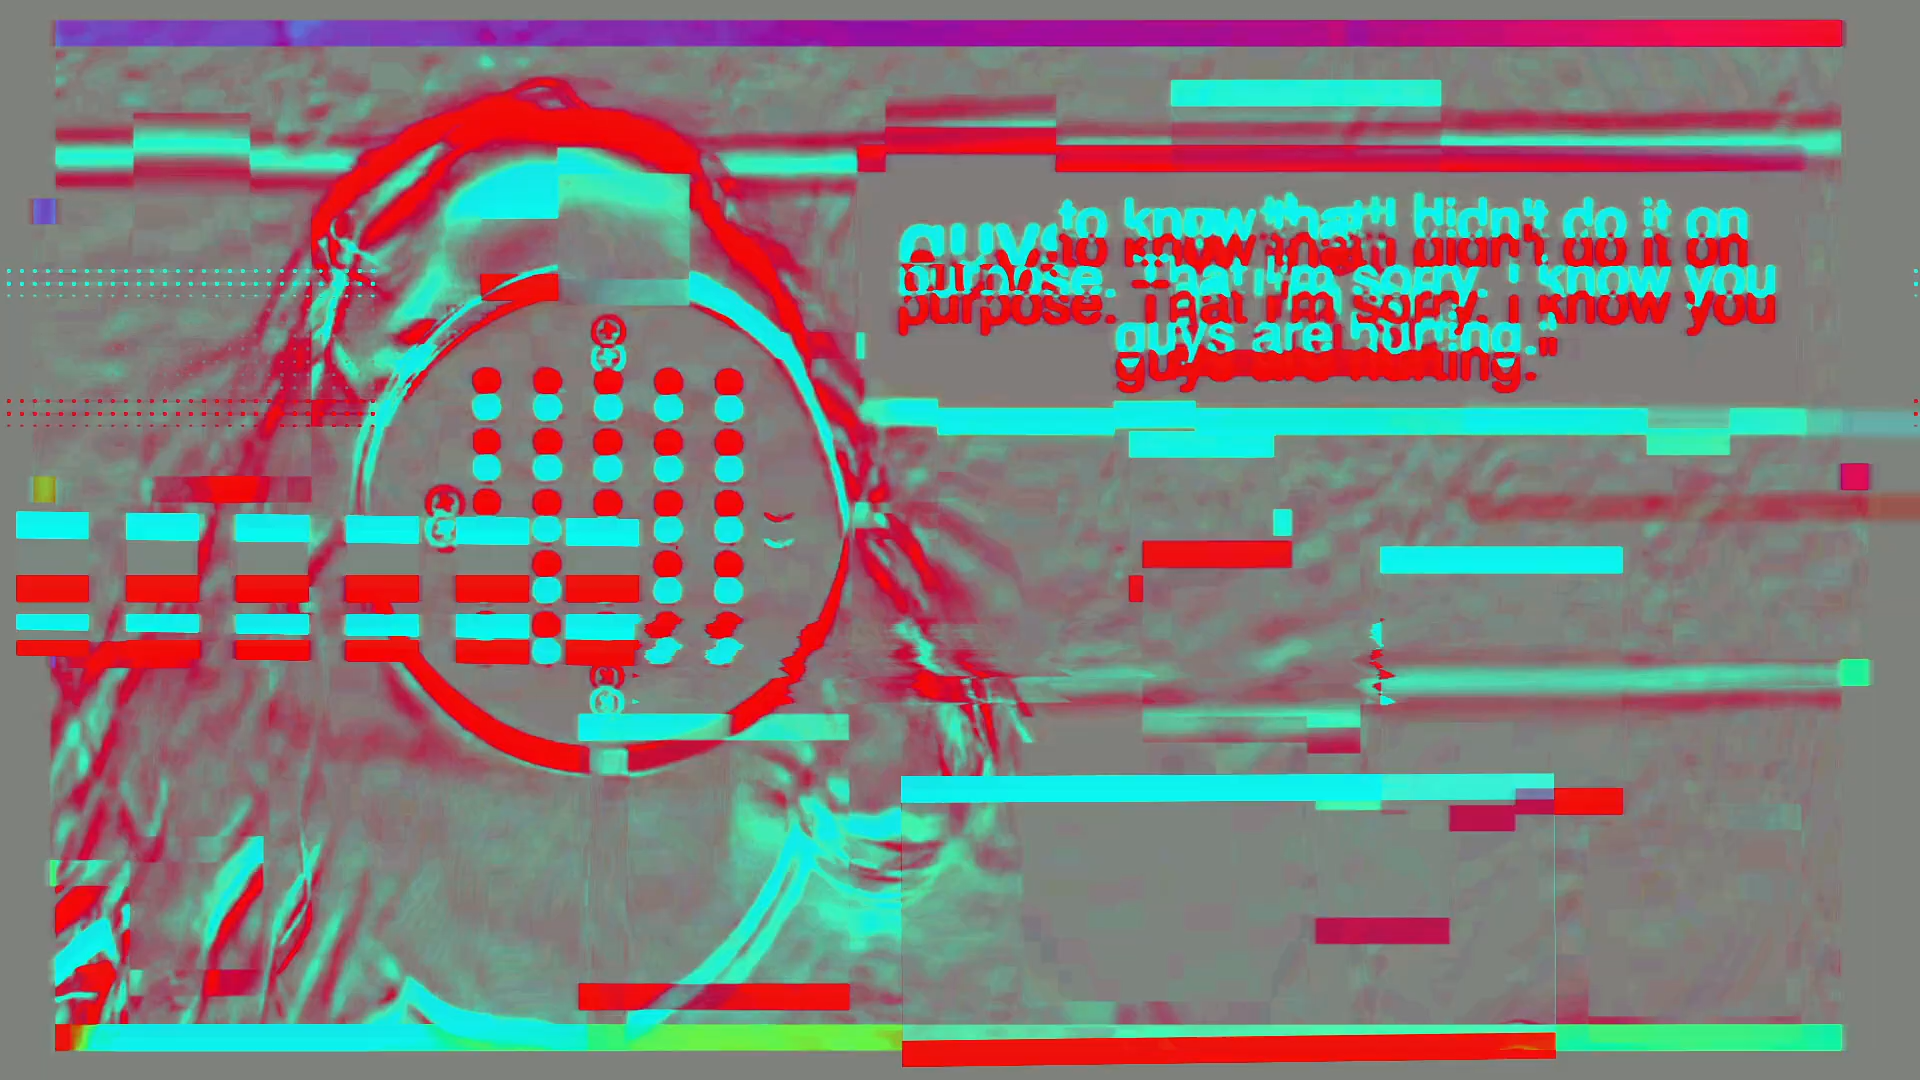 guys to know that I didn't do it on
purpose. That I'm sorry. I know you
guys are hurting."